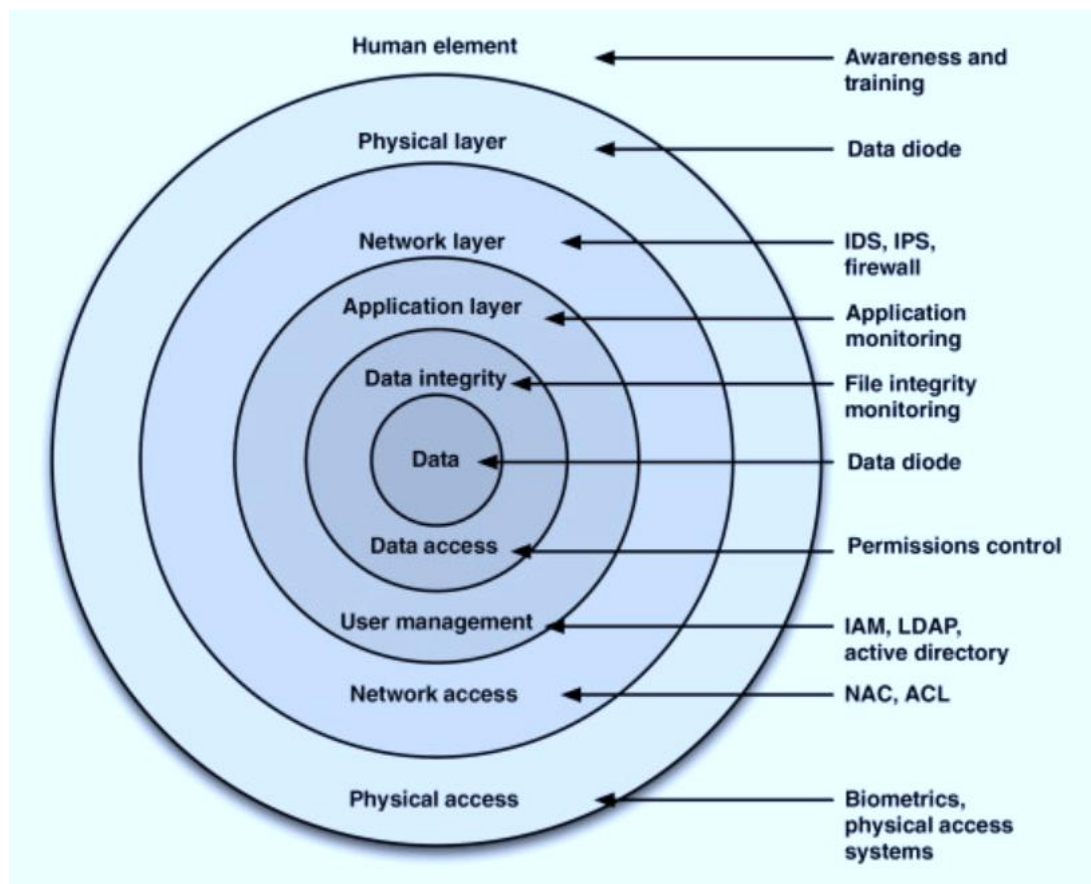 Human element
Awareness and
training
Physical layer
Data diode
Network layer
IDS, IPS,
firewall
Application layer
Application
monitoring
Data integrity
File integrity
monitoring
Data
Data diode
Data access
Permissions control
User management
IAM, LDAP,
active directory
Network access
NAC, ACL
Physical access
Biometrics,
physical access
systems